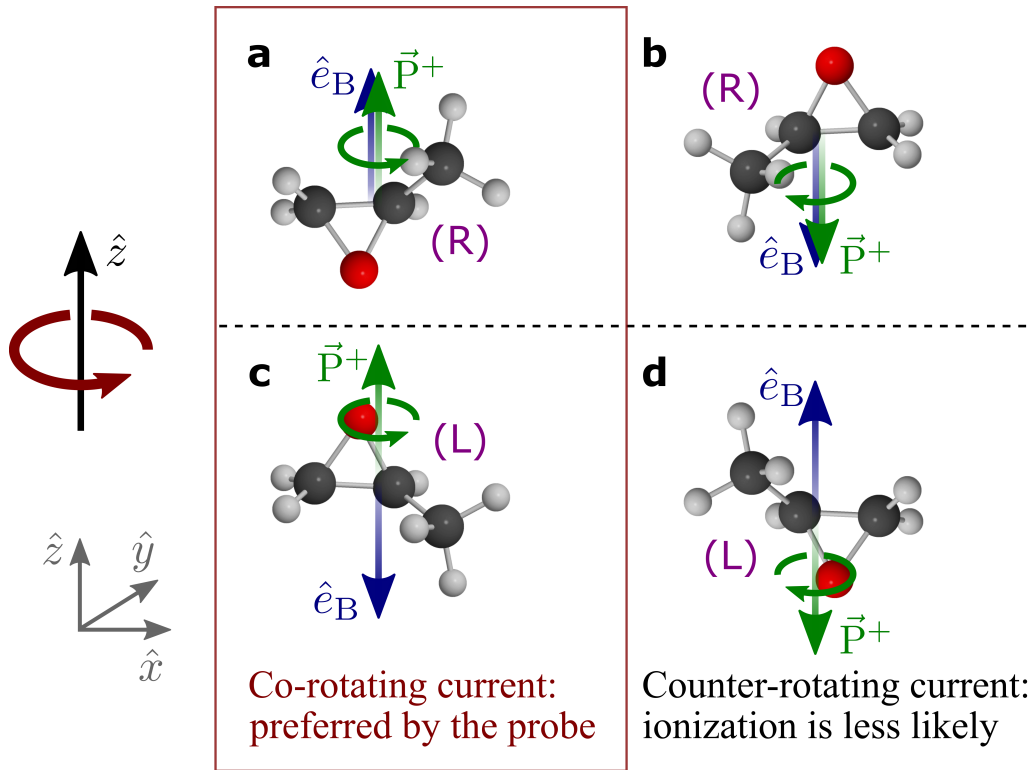 a
ê_B
P⃗⁺
(R)
b
(R)
ê_B
P⃗⁺
ẑ
c
P⃗⁺
(L)
ê_B
d
ê_B
(L)
P⃗⁺
ẑ
ŷ
x̂
Co-rotating current:
preferred by the probe
Counter-rotating current:
ionization is less likely